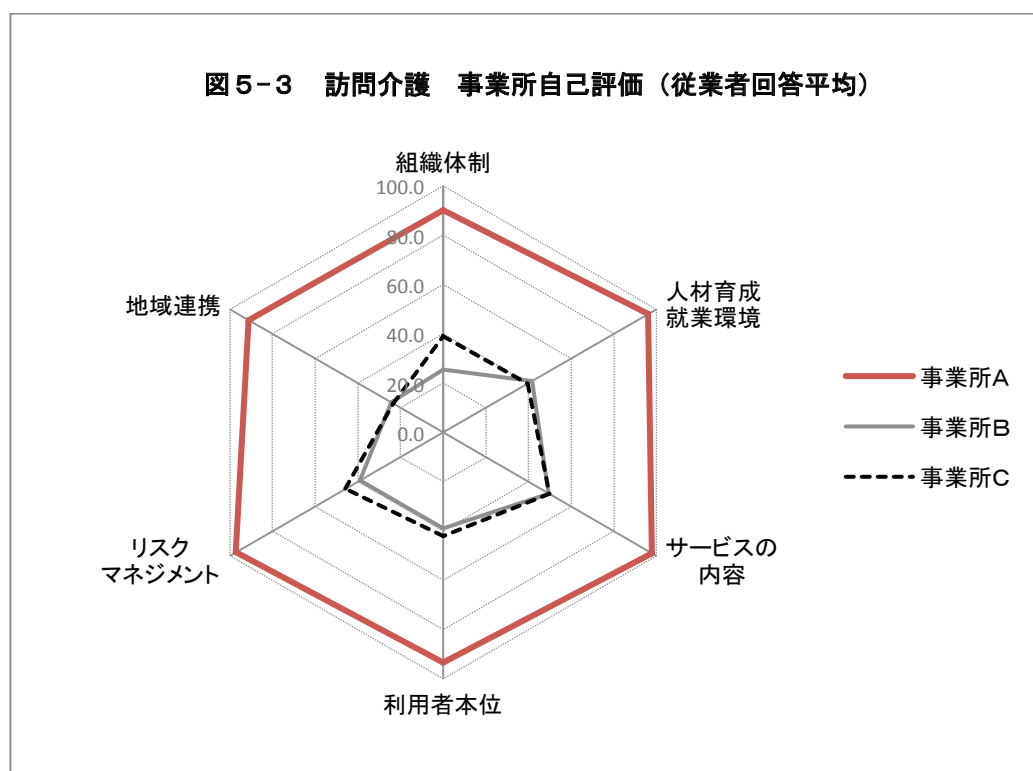 図5-3 訪問介護 事業所自己評価（従業者回答平均）
組織体制
100.0
80.0
60.0
40.0
20.0
0.0
人材育成
就業環境
サービスの
内容
利用者本位
リスク
マネジメント
地域連携
事業所A
事業所B
事業所C